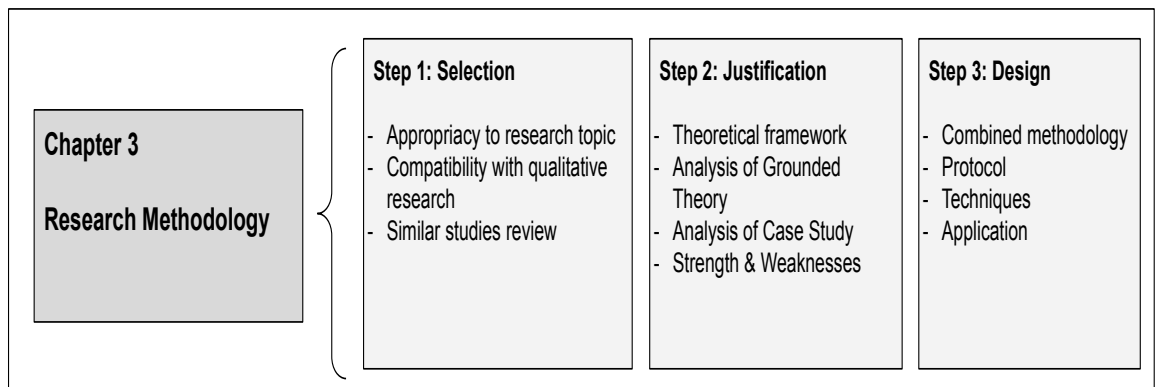 Chapter 3
Research Methodology
Step 1: Selection
- Appropriacy to research topic
- Compatibility with qualitative
research
- Similar studies review
Step 2: Justification
- Theoretical framework
- Analysis of Grounded
Theory
- Analysis of Case Study
- Strength & Weaknesses
Step 3: Design
- Combined methodology
- Protocol
- Techniques
- Application